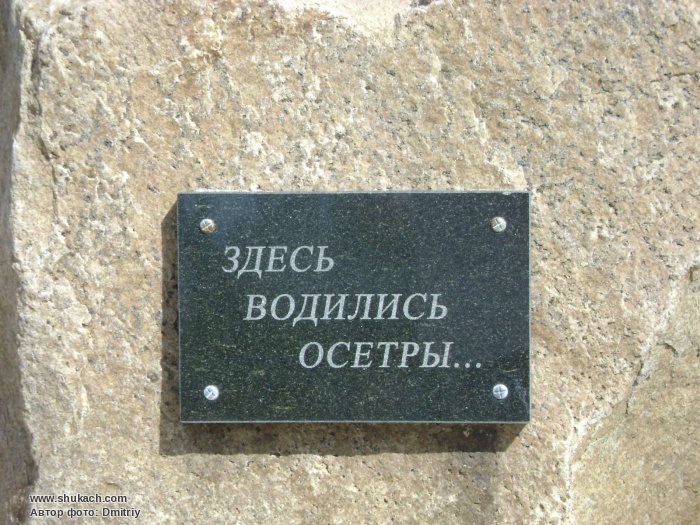 ЗДЕСЬ
ВОДИЛИСЬ
ОСЕТРЫ...
www.shukach.com
Автор фото: Dmitriy